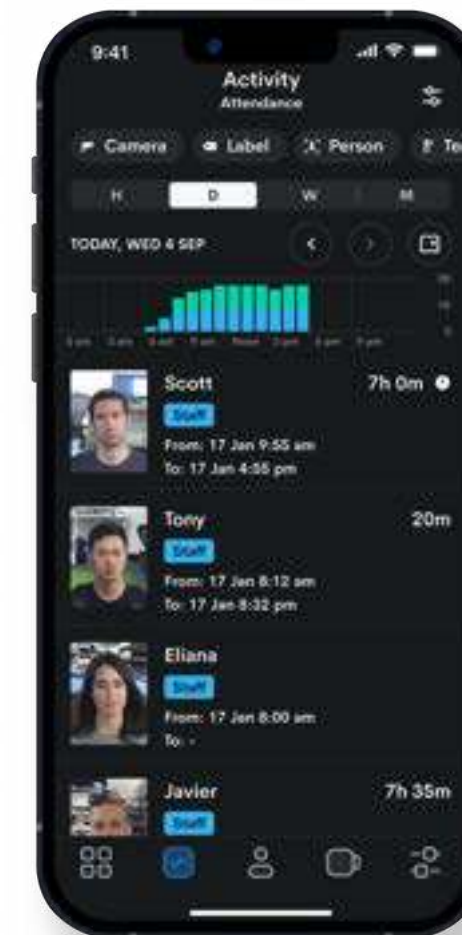 9:41
Activity
Attendance
Camera Label Person Te
H D W M
TODAY, WED 4 SEP
Noon
Scott 7h 0m
Staff
From: 17 Jan 9:55 am
To: 17 Jan 4:55 pm
Tony 20m
Staff
From: 17 Jan 8:12 am
To: 17 Jan 8:32 pm
Eliana
Staff
From: 17 Jan 8:00 am
To: -
Javier 7h 35m
Staff